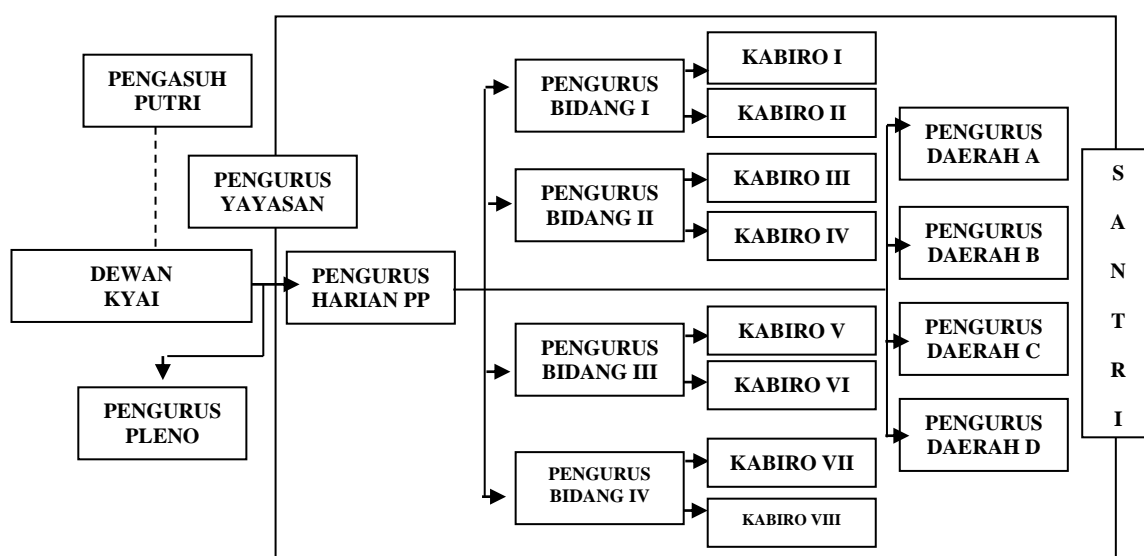 PENGASUH
PUTRI
PENGURUS
YAYASAN
DEWAN
KYAI
PENGURUS
HARIAN PP
PENGURUS
PLENO
PENGURUS
BIDANG I
PENGURUS
BIDANG II
PENGURUS
BIDANG III
PENGURUS
BIDANG IV
KABIRO I
KABIRO II
KABIRO III
KABIRO IV
KABIRO V
KABIRO VI
KABIRO VII
KABIRO VIII
PENGURUS
DAERAH A
PENGURUS
DAERAH B
PENGURUS
DAERAH C
PENGURUS
DAERAH D
S
A
N
T
R
I